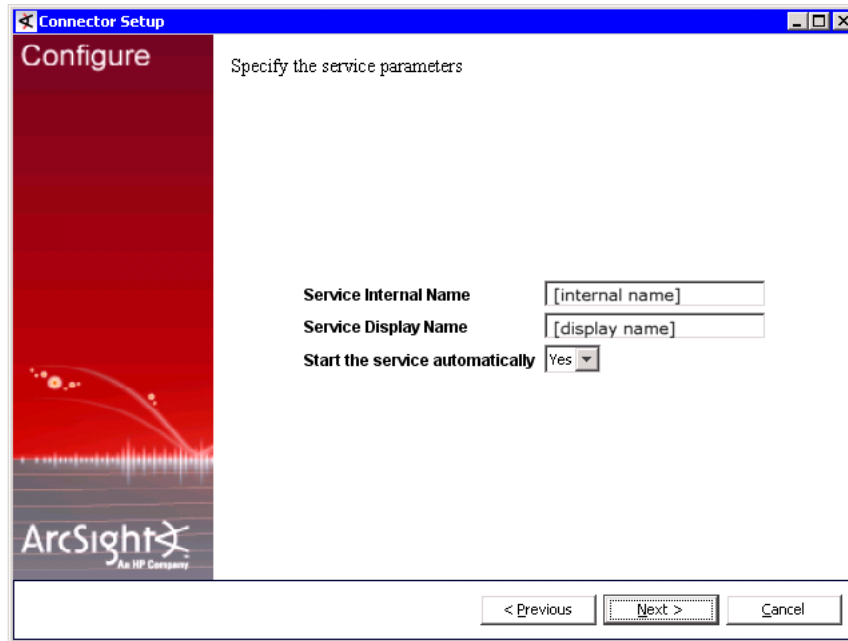 Connector Setup
Configure
Specify the service parameters
Service Internal Name [internal name]
Service Display Name [display name]
Start the service automatically Yes
ArcSight
An HP Company
< Previous Next > Cancel